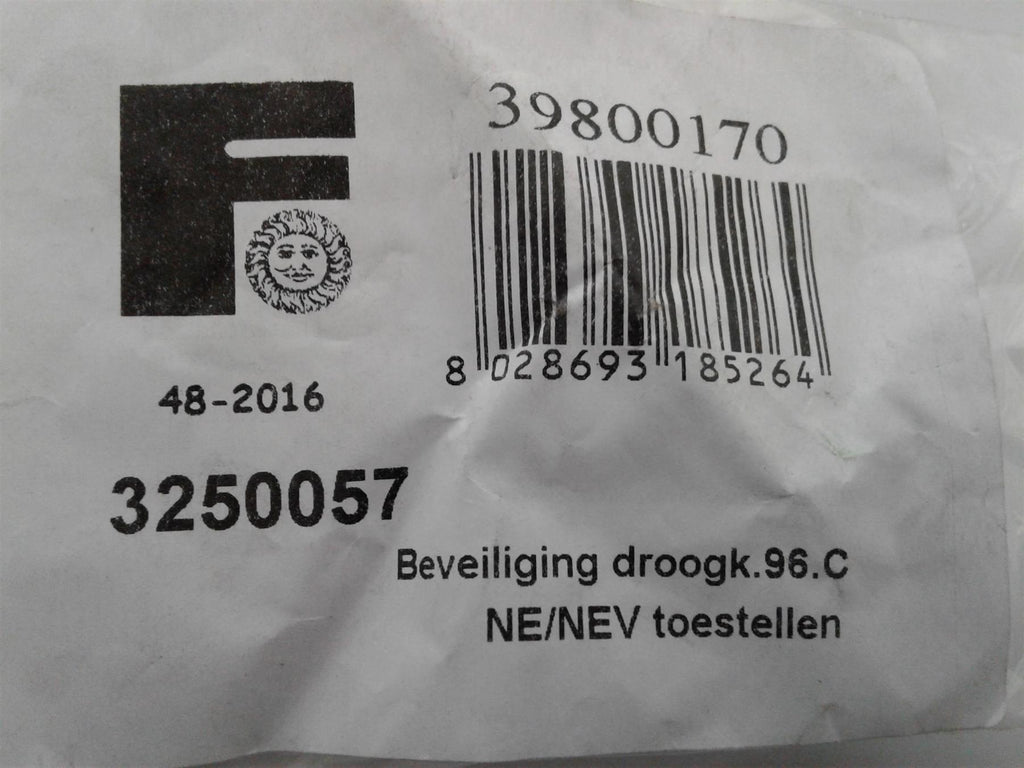 F
39800170
8 028693 185264
48-2016
3250057
Beveiliging droogk.96.C
NE/NEV toestellen